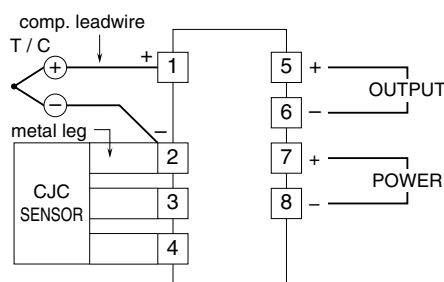 comp. leadwire
T / C
+
+
1
5
+
OUTPUT
−
−
6
−
metal leg
2
7
+
POWER
CJC
SENSOR
3
8
−
4